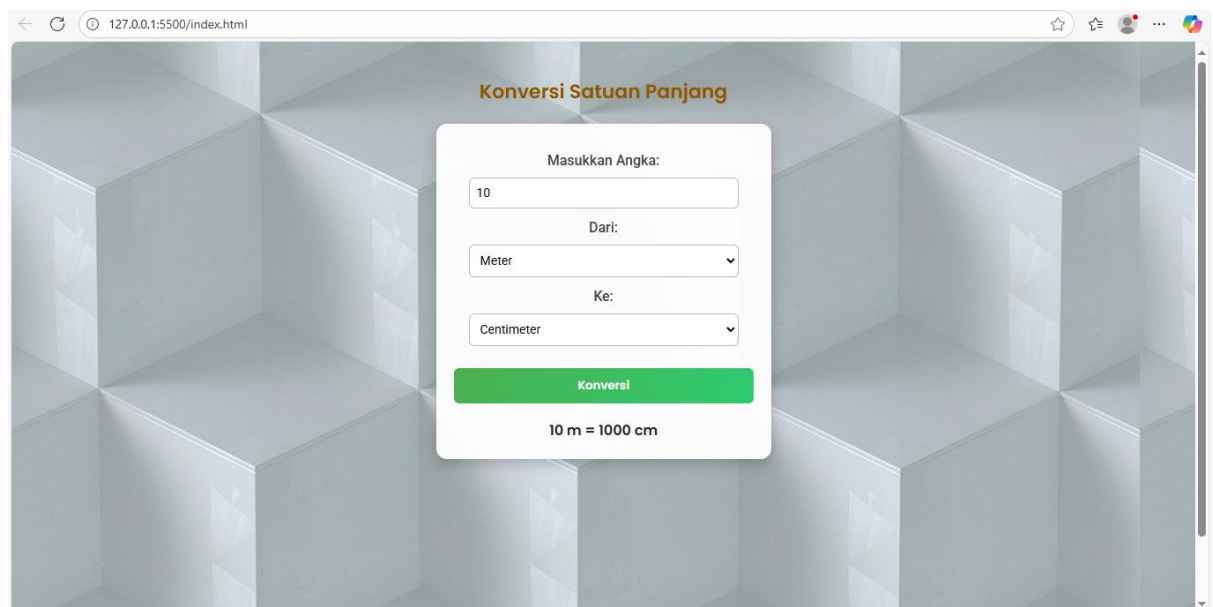 127.0.0.1:5500/index.html
Konversi Satuan Panjang
Masukkan Angka:
10
Dari:
Meter
Ke:
Centimeter
Konversi
10 m = 1000 cm